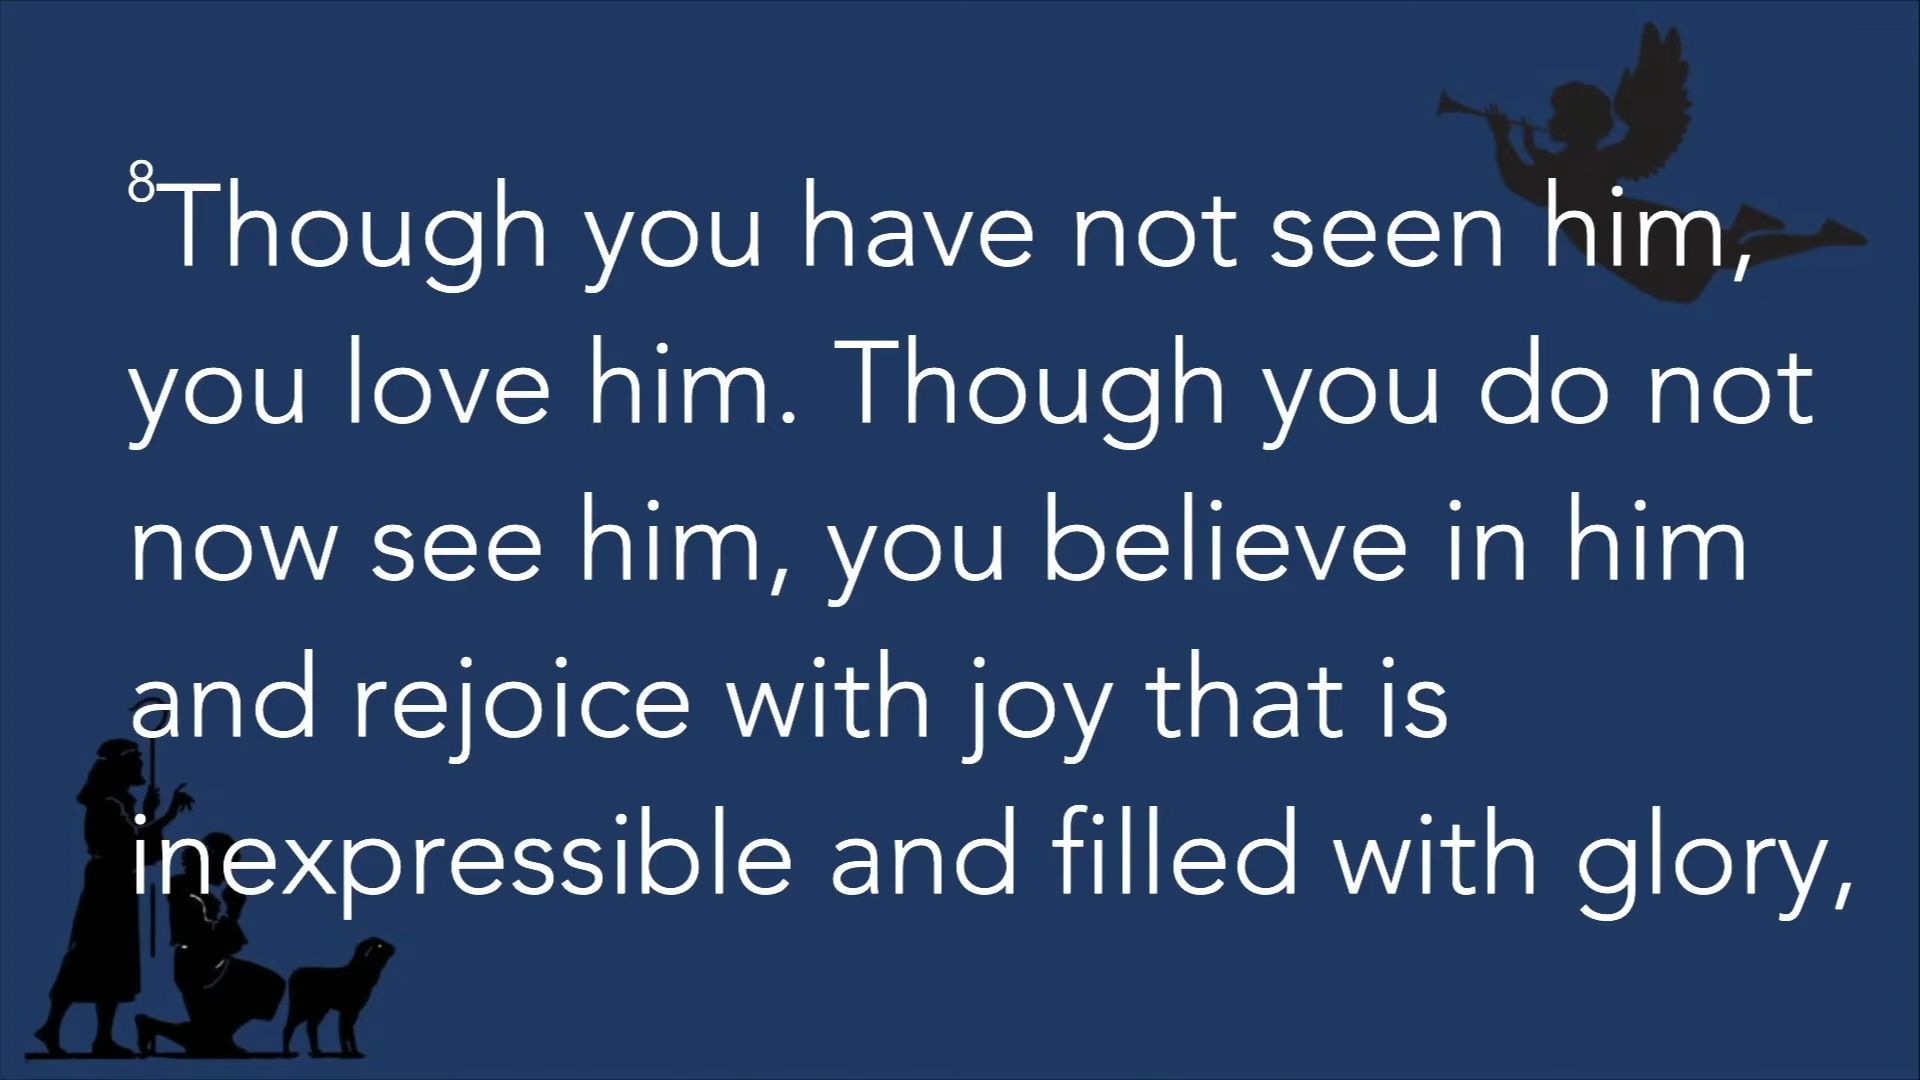 8Though you have not seen him,
you love him. Though you do not
now see him, you believe in him
and rejoice with joy that is
inexpressible and filled with glory,